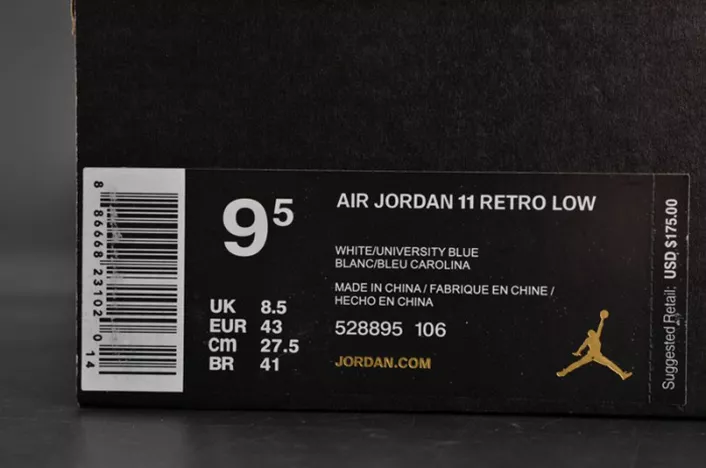 8 86668 23102 0 14
9⁵
UK 8.5
EUR 43
cm 27.5
BR 41
AIR JORDAN 11 RETRO LOW
WHITE/UNIVERSITY BLUE
BLANC/BLEU CAROLINA
MADE IN CHINA / FABRIQUE EN CHINE /
HECHO EN CHINA
528895 106
JORDAN.COM
Suggested Retail: USD $175.00